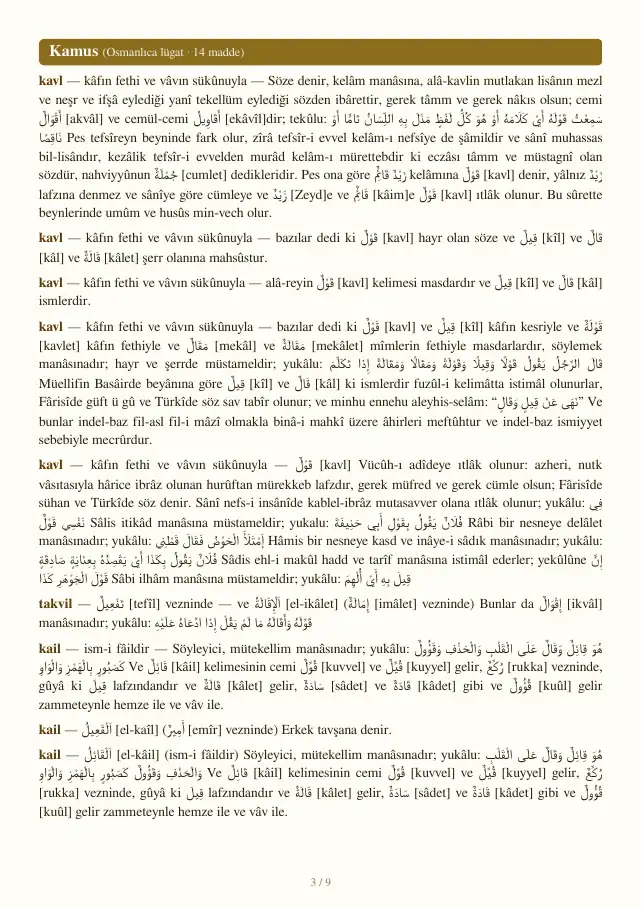 Kamus (Osmanlıca lügat · 14 madde)
kavl — kâfın fethi ve vâvın sükûnuyla — Söze denir, kelâm manâsına, alâ-kavlin mutlakan lisânın mezl
ve neşr ve ifşâ eylediği yanî tekellüm eylediği sözden ibârettir, gerek tâmm ve gerek nâkıs olsun; cemi
أَقْوَالٌ [akvâl] ve cemül-cemi أَقَاوِيلُ [ekâvîl]dir; tekûlu: سَمِعْتُ قَوْلَهُ أَيْ كَلَامَهُ أَوْ هُوَ كُلُّ لَفْظٍ مَذَلَ بِهِ اللِّسَانُ تَامًّا أَوْ
نَاقِصًا Pes tefsîreyn beyninde fark olur, zîrâ tefsîr-i evvel kelâm-ı nefsîye de şâmildir ve sânî muhassas
bil-lisândır, kezâlik tefsîr-i evvelden murâd kelâm-ı mürettebdir ki eczâsı tâmm ve müstagnî olan
sözdür, nahviyyûnun جُمْلَةٌ [cumlet] dedikleridir. Pes ona göre زَيْدٌ قَائِمٌ kelâmına قَوْلٌ [kavl] denir, yâlnız زَيْدٌ
lafzına denmez ve sânîye göre cümleye ve زَيْدٌ [Zeyd]e ve قَائِمٌ [kâim]e قَوْلٌ [kavl] ıtlâk olunur. Bu sûrette
beynlerinde umûm ve husûs min-vech olur.
kavl — kâfın fethi ve vâvın sükûnuyla — bazılar dedi ki قَوْلٌ [kavl] hayr olan söze ve قِيلٌ [kîl] ve قَالٌ
[kâl] ve قَالَةٌ [kâlet] şerr olanına mahsûstur.
kavl — kâfın fethi ve vâvın sükûnuyla — alâ-reyin قَوْلٌ [kavl] kelimesi masdardır ve قِيلٌ [kîl] ve قَالٌ [kâl]
ismlerdir.
kavl — kâfın fethi ve vâvın sükûnuyla — bazılar dedi ki قَوْلٌ [kavl] ve قِيلٌ [kîl] kâfın kesriyle ve قَوْلَةٌ
[kavlet] kâfın fethiyle ve مَقَالٌ [mekâl] ve مَقَالَةٌ [mekâlet] mîmlerin fethiyle masdarlardır, söylemek
manâsınadır; hayr ve şerrde müstameldir; yukâlu: قَالَ الرَّجُلُ يَقُولُ قَوْلًا وَقِيلًا وَقَوْلَةً وَمَقَالًا وَمَقَالَةً إِذَا تَكَلَّمَ
Müellifin Basâirde beyânına göre قِيلٌ [kîl] ve قَالٌ [kâl] ki ismlerdir fuzûl-i kelimâtta istimâl olunurlar,
Fârisîde güft ü gû ve Türkîde söz sav tabîr olunur; ve minhu ennehu aleyhis-selâm: “نَهَى عَنْ قِيلٍ وَقَالٍ” Ve
bunlar indel-baz fil-asl fil-i mâzî olmakla binâ-i mahkî üzere âhirleri meftûhtur ve indel-baz ismiyyet
sebebiyle mecrûrdur.
kavl — kâfın fethi ve vâvın sükûnuyla — قَوْلٌ [kavl] Vücûh-ı adîdeye ıtlâk olunur: azheri, nutk
vâsıtasıyla hârice ibrâz olunan hurûftan mürekkeb lafzdır, gerek müfred ve gerek cümle olsun; Fârisîde
sühan ve Türkîde söz denir. Sânî nefs-i insânîde kablel-ibrâz mutasavver olana ıtlâk olunur; yukâlu: فِي
نَفْسِي قَوْلٌ Sâlis itikâd manâsına müstameldir; yukalu: فُلَانٌ يَقُولُ بِقَوْلِ أَبِي حَنِيفَةَ Râbi bir nesneye delâlet
manâsınadır; yukâlu: اِمْتَلَأَ الْحَوْضُ فَقَالَ قَطْنِي Hâmis bir nesneye kasd ve inâye-i sâdık manâsınadır; yukâlu:
فُلَانٌ يَقُولُ بِكَذَا أَيْ يَقْصِدُهُ بِعِنَايَةٍ صَادِقَةٍ Sâdis ehl-i makûl hadd ve tarîf manâsına istimâl ederler; yekûlûne إِنَّ
قَوْلَ الْجَوْهَرِ كَذَا Sâbi ilhâm manâsına müstameldir; yukâlu: قِيلَ بِهِ أَيْ أُلْهِمَ
takvil — تَفْعِيلٌ [tefîl] vezninde — ve اَلْإِقَالَةُ [el-ikâlet] (إِمَالَةٌ [imâlet] vezninde) Bunlar da إِقْوَالٌ [ikvâl]
manâsınadır; yukâlu: قَوَّلَهُ وَأَقَالَهُ مَا لَمْ يَقُلْ إِذَا ادَّعَاهُ عَلَيْهِ
kail — ism-i fâildir — Söyleyici, mütekellim manâsınadır; yukâlu: هُوَ قَائِلٌ وَقَالٌ عَلَى الْقَلْبِ وَالْحَذْفِ وَقَؤُولٌ
كَصَبُورٍ بِالْهَمْزِ وَالْوَاوِ Ve قَائِلٌ [kâil] kelimesinin cemi قُوَّلٌ [kuvvel] ve قُيَّلٌ [kuyyel] gelir, رُكَّعٌ [rukka] vezninde,
gûyâ ki قِيلَ lafzındandır ve قَالَةٌ [kâlet] gelir, سَادَةٌ [sâdet] ve قَادَةٌ [kâdet] gibi ve قُؤُولٌ [kuûl] gelir
zammeteynle hemze ile ve vâv ile.
kail — اَلْقَعِيلُ [el-kaîl] (أَمِيرٌ [emîr] vezninde) Erkek tavşana denir.
kail — اَلْقَائِلُ [el-kâil] (ism-i fâildir) Söyleyici, mütekellim manâsınadır; yukâlu: هُوَ قَائِلٌ وَقَالٌ عَلَى الْقَلْبِ
وَالْحَذْفِ وَقَؤُولٌ كَصَبُورٍ بِالْهَمْزِ وَالْوَاوِ Ve قَائِلٌ [kâil] kelimesinin cemi قُوَّلٌ [kuvvel] ve قُيَّلٌ [kuyyel] gelir, رُكَّعٌ
[rukka] vezninde, gûyâ ki قِيلَ lafzındandır ve قَالَةٌ [kâlet] gelir, سَادَةٌ [sâdet] ve قَادَةٌ [kâdet] gibi ve قُؤُولٌ
[kuûl] gelir zammeteynle hemze ile ve vâv ile.
3 / 9